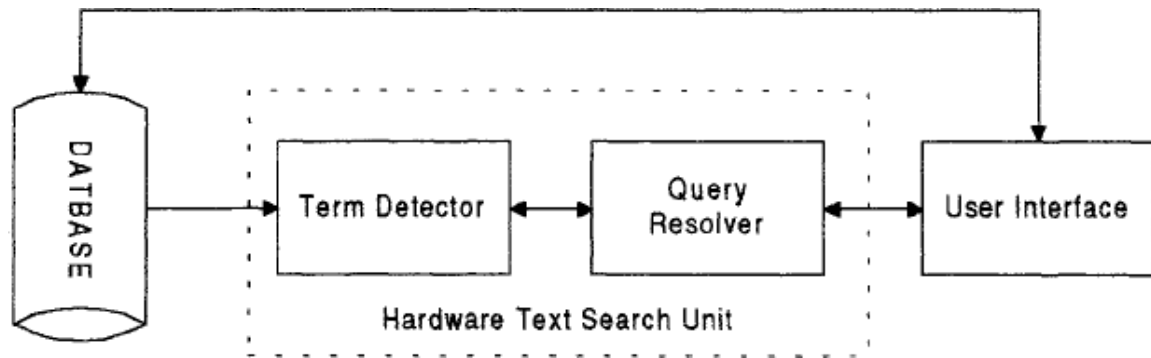 DATBASE
Term Detector
Query
Resolver
User Interface
Hardware Text Search Unit